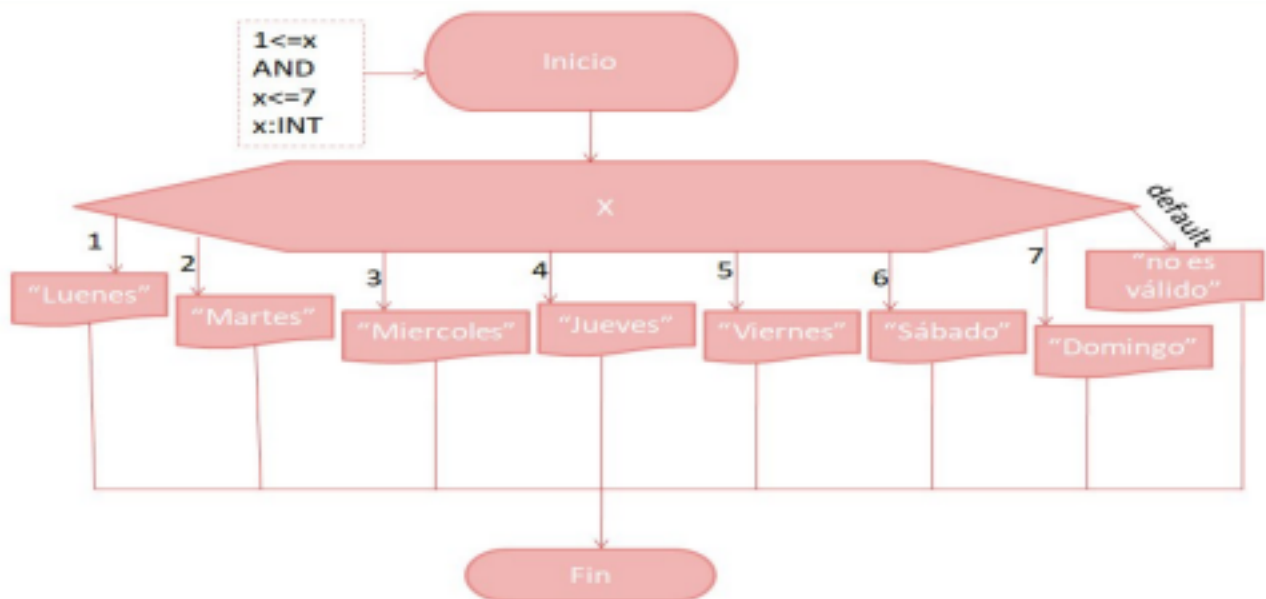 1<=x
AND
x<=7
x:INT
Inicio
X
default
1
2
3
4
5
6
7
“Luenes”
“Martes”
“Miercoles”
“Jueves”
“Viernes”
“Sábado”
“Domingo”
“no es
válido”
Fin